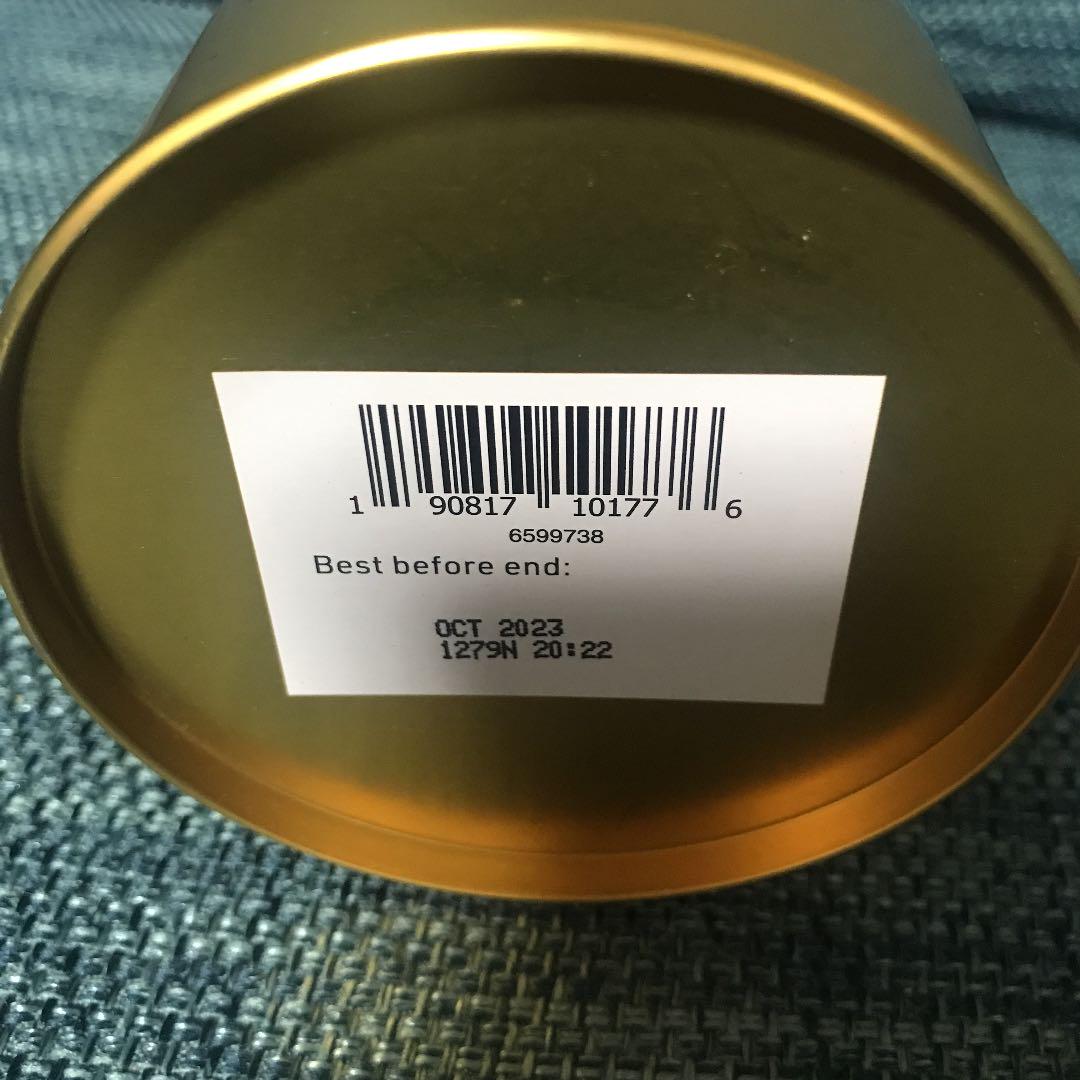 1 90817 10177 6
6599738
Best before end:
OCT 2023
1279N 20:22